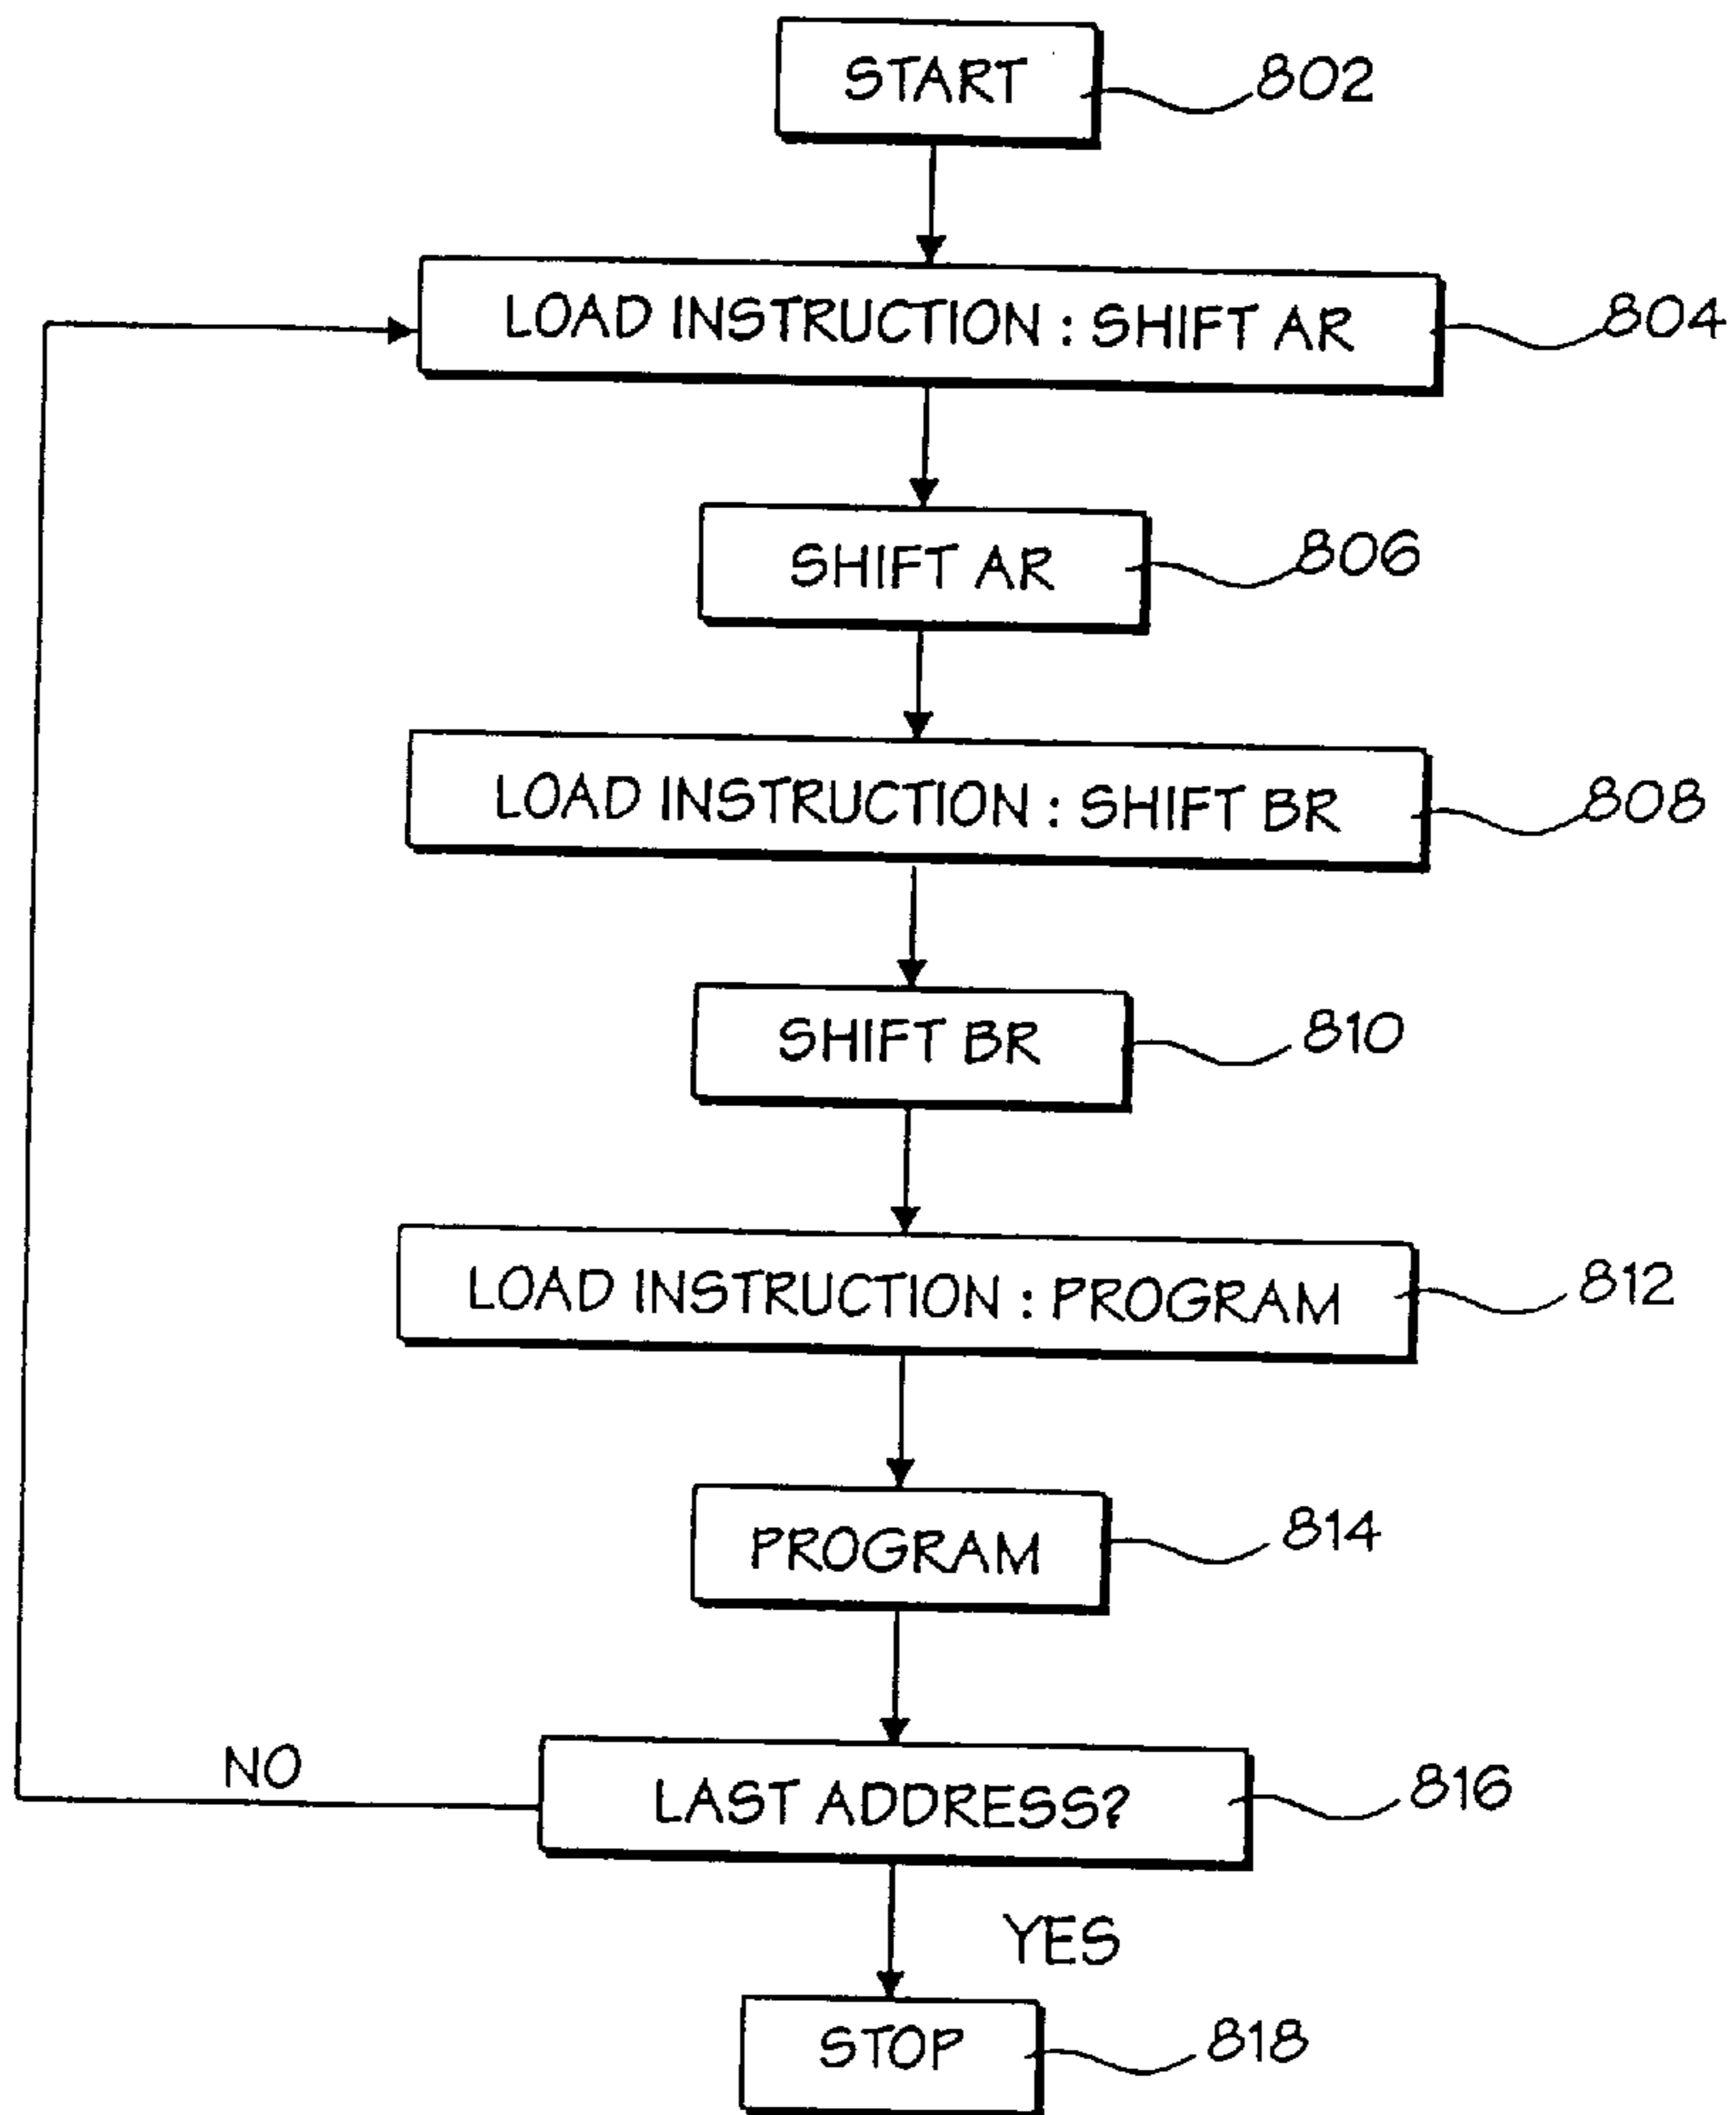 START 802
LOAD INSTRUCTION : SHIFT AR 804
SHIFT AR 806
LOAD INSTRUCTION : SHIFT BR 808
SHIFT BR 810
LOAD INSTRUCTION : PROGRAM 812
PROGRAM 814
NO
LAST ADDRESS? 816
YES
STOP 818